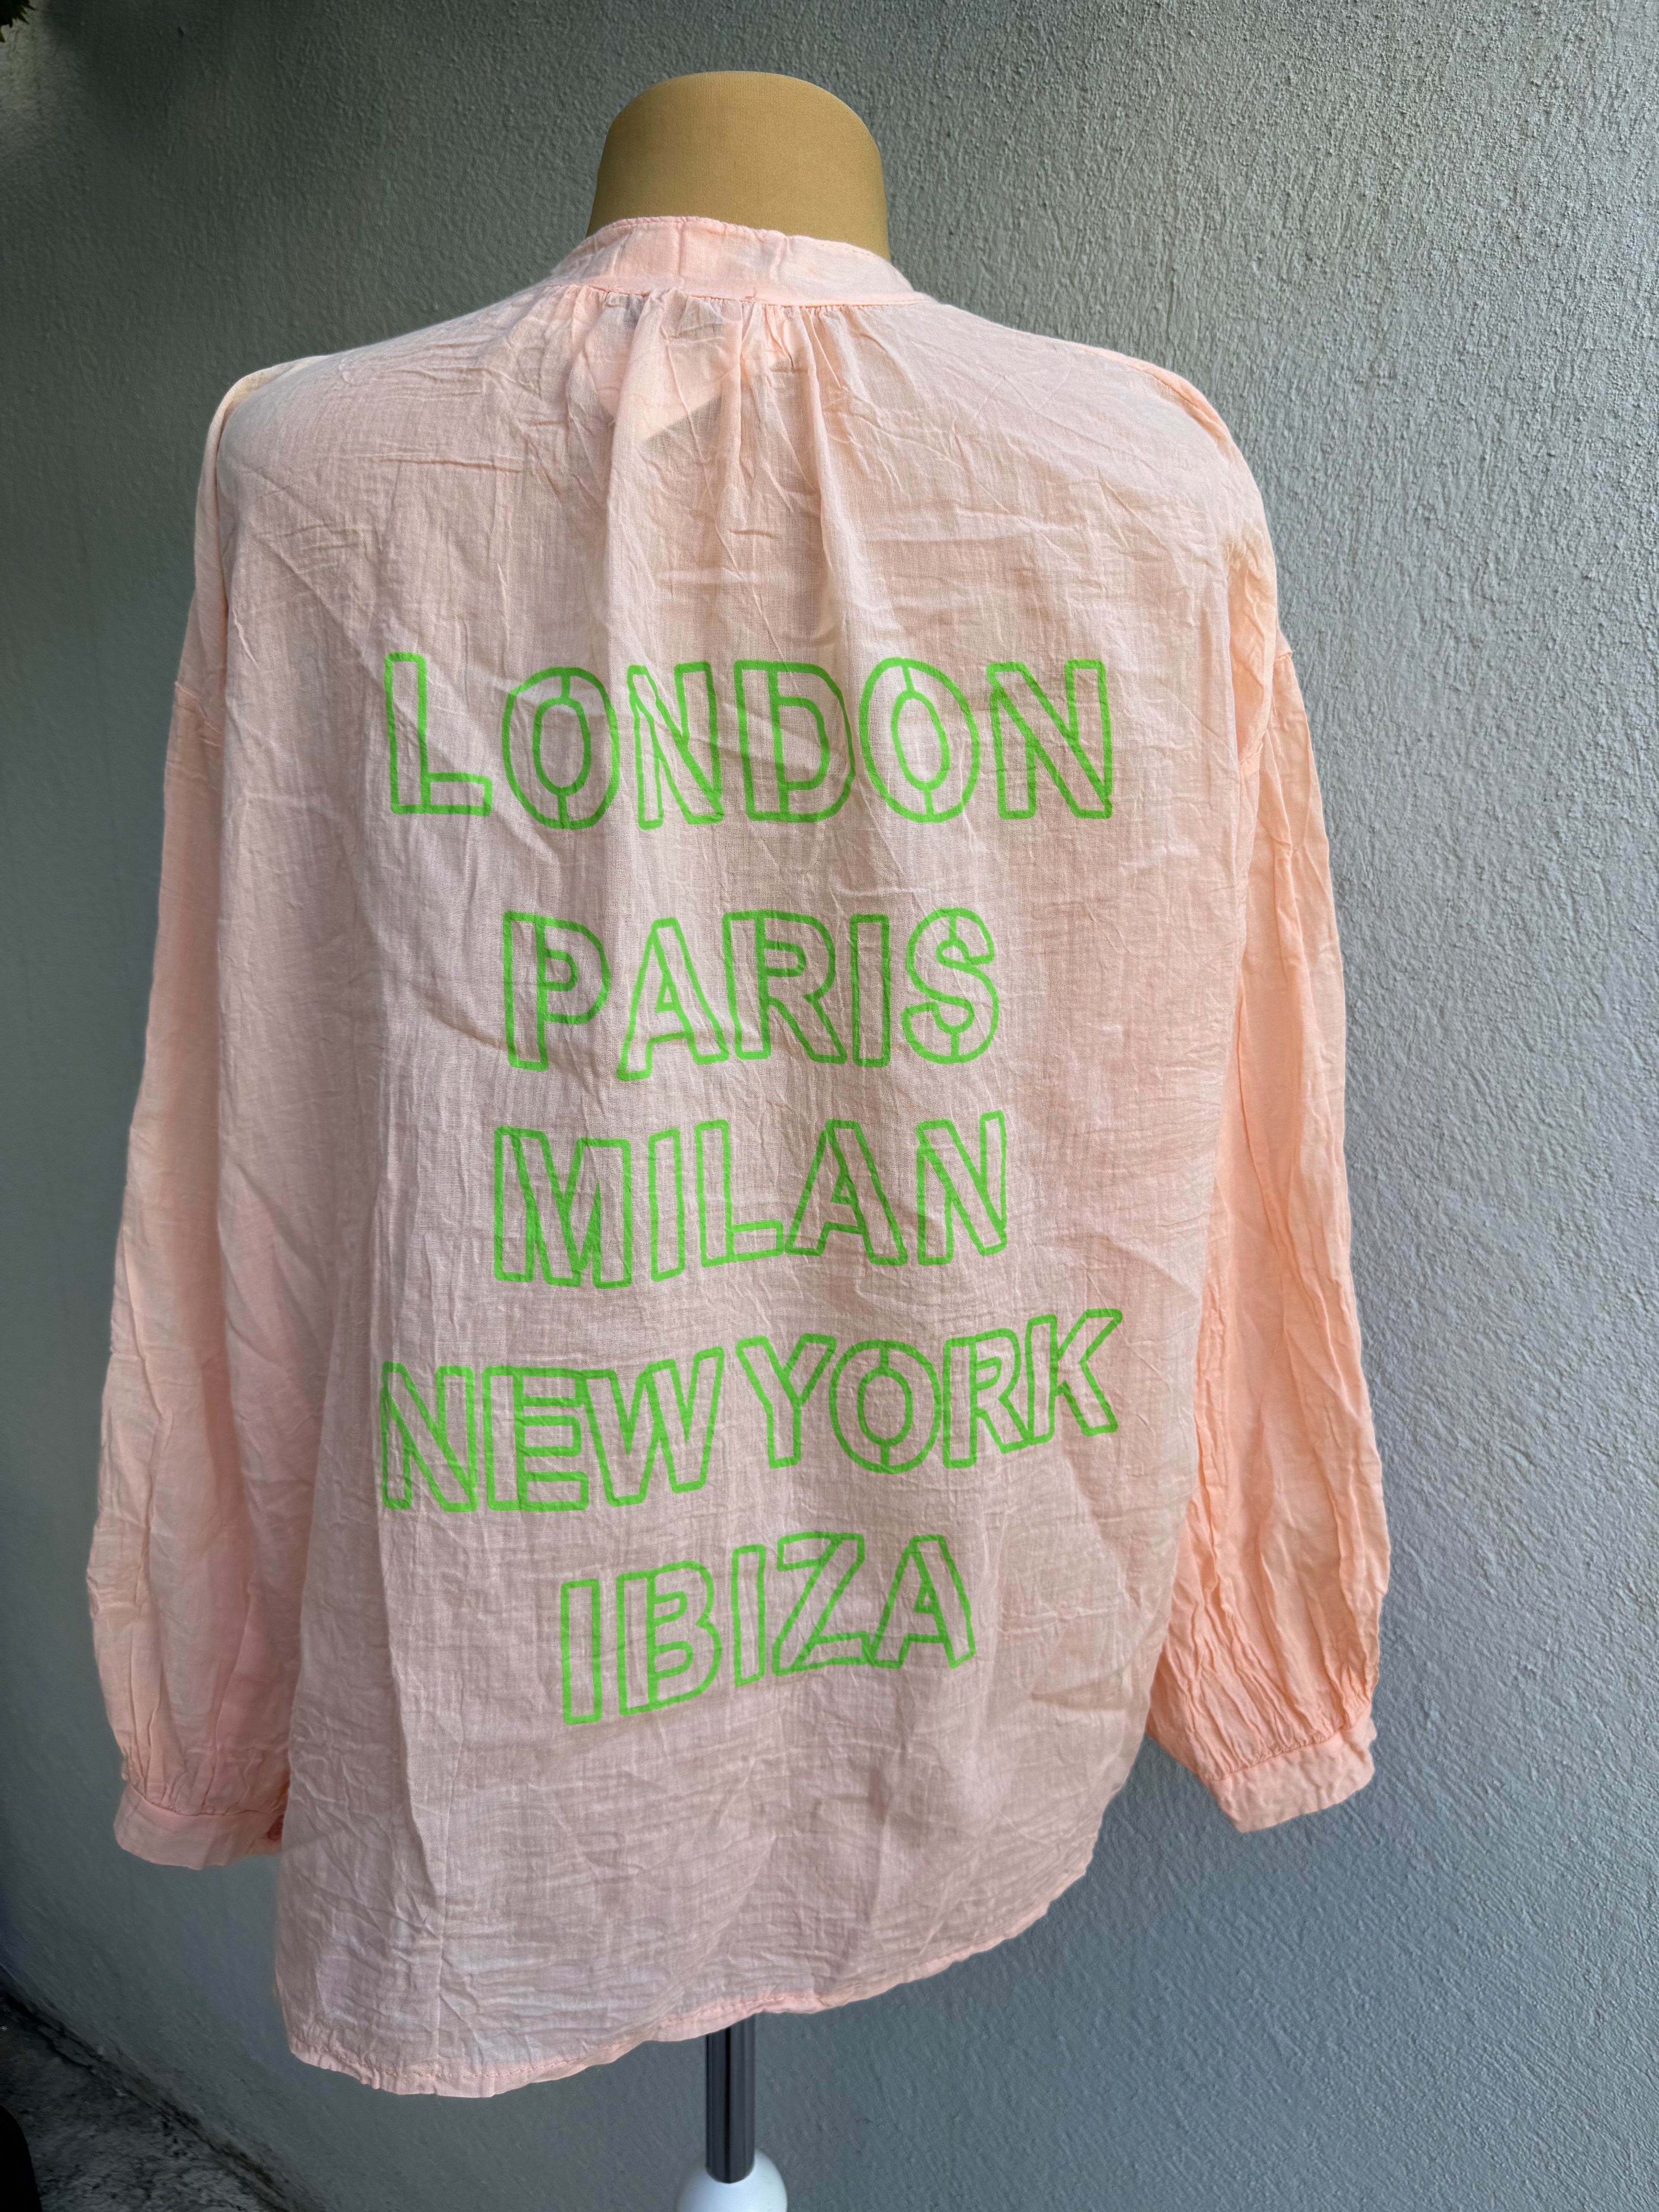 LONDON
PARIS
MILAN
NEW YORK
IBIZA